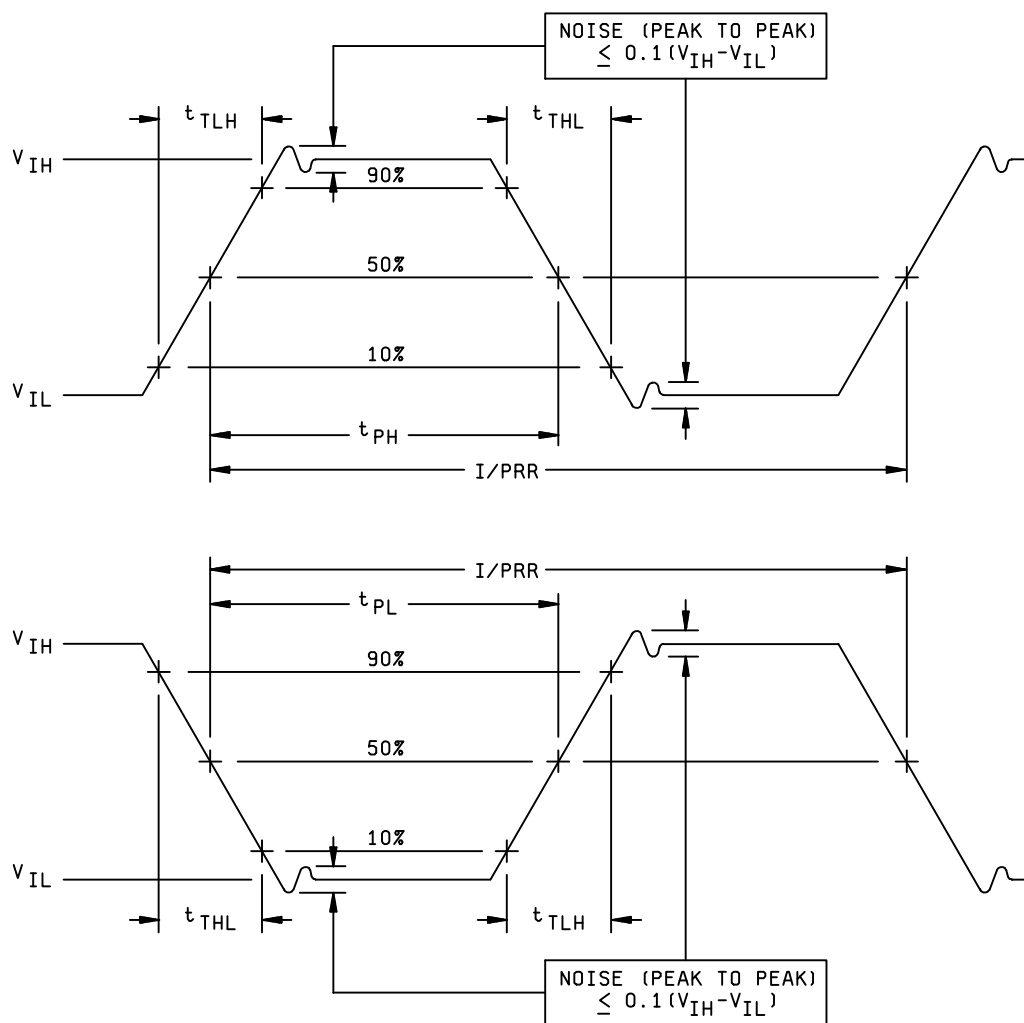 NOISE (PEAK TO PEAK)
≤ 0.1(VIH-VIL)
tTLH
tTHL
VIH
90%
50%
10%
VIL
tPH
I/PRR
I/PRR
tPL
VIH
90%
50%
10%
VIL
tTHL
tTLH
NOISE (PEAK TO PEAK)
≤ 0.1(VIH-VIL)